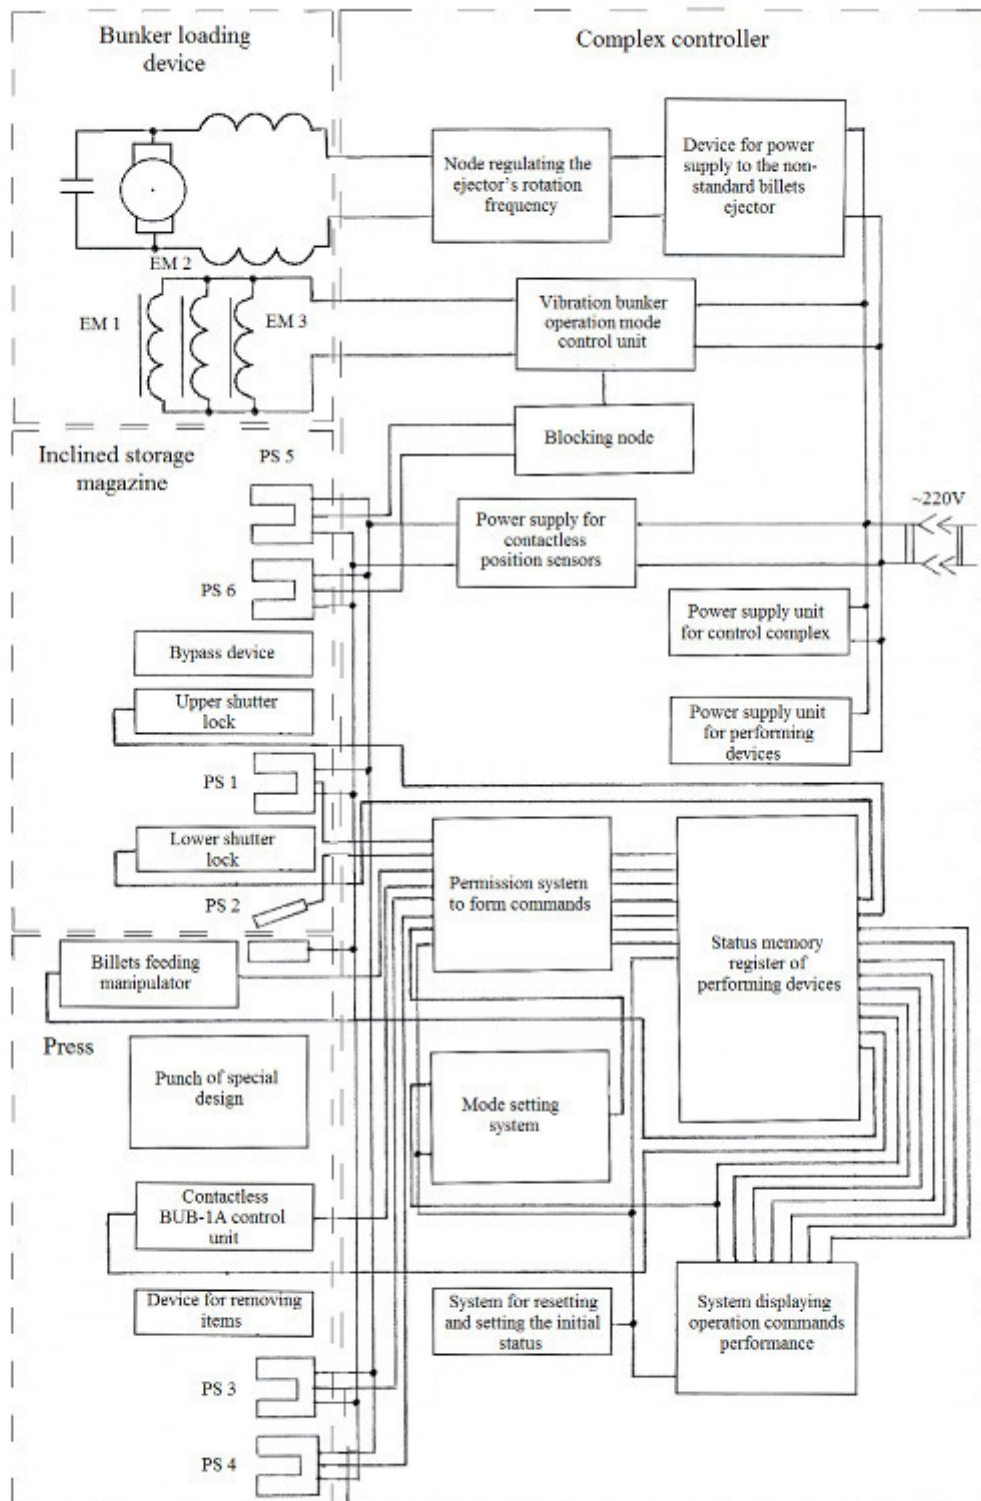 Bunker loading
device
Complex controller
Node regulating the
ejector's rotation
frequency
Device for power
supply to the non-
standard billets
ejector
EM 2
EM 1
EM 3
Vibration bunker
operation mode
control unit
Blocking node
Inclined storage
magazine
PS 5
~220V
Power supply for
contactless
position sensors
PS 6
Power supply unit
for control complex
Bypass device
Upper shutter
lock
Power supply unit
for performing
devices
PS 1
Lower shutter
lock
Permission system
to form commands
PS 2
Status memory
register of
performing devices
Billets feeding
manipulator
Press
Punch of special
design
Mode setting
system
Contactless
BUB-1A control
unit
Device for removing
items
System for resetting
and setting the initial
status
System displaying
operation commands
performance
PS 3
PS 4